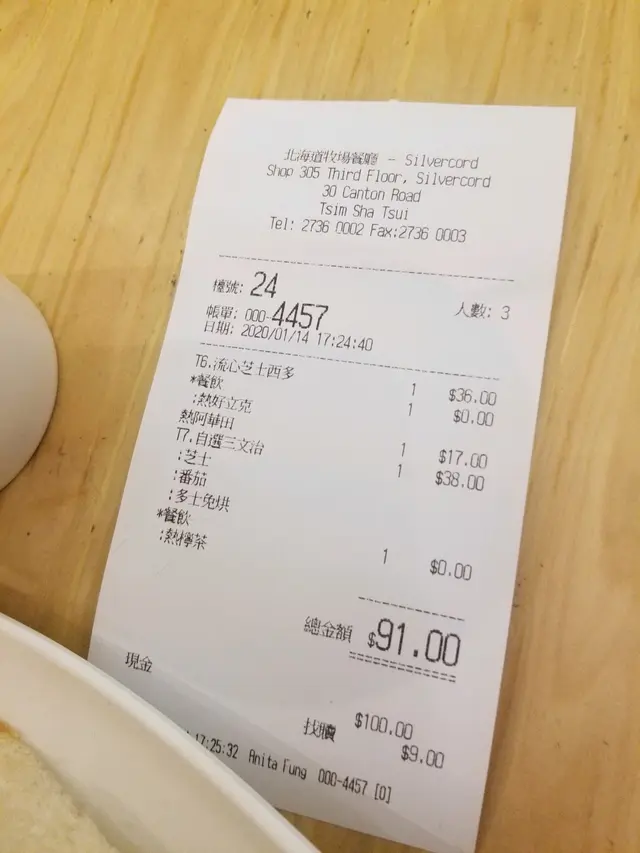 北海道牧場餐廳 - Silvercord
Shop 305 Third Floor, Silvercord
30 Canton Road
Tsim Sha Tsui
Tel: 2736 0002 Fax:2736 0003
檯號: 24 人數: 3
帳單: 000-4457
日期: 2020/01/14 17:24:40
T6.流心芝士西多 1 $36.00
*餐飲 1 $0.00
:熱好立克
熱阿華田 1 $17.00
T7.自選三文治 1 $38.00
:芝士
:番茄
:多士免烘
*餐飲 1 $0.00
:熱檸茶
總金額 $91.00
現金 $100.00
找贖 $9.00
17:25:32 Anita Fung 000-4457 [0]